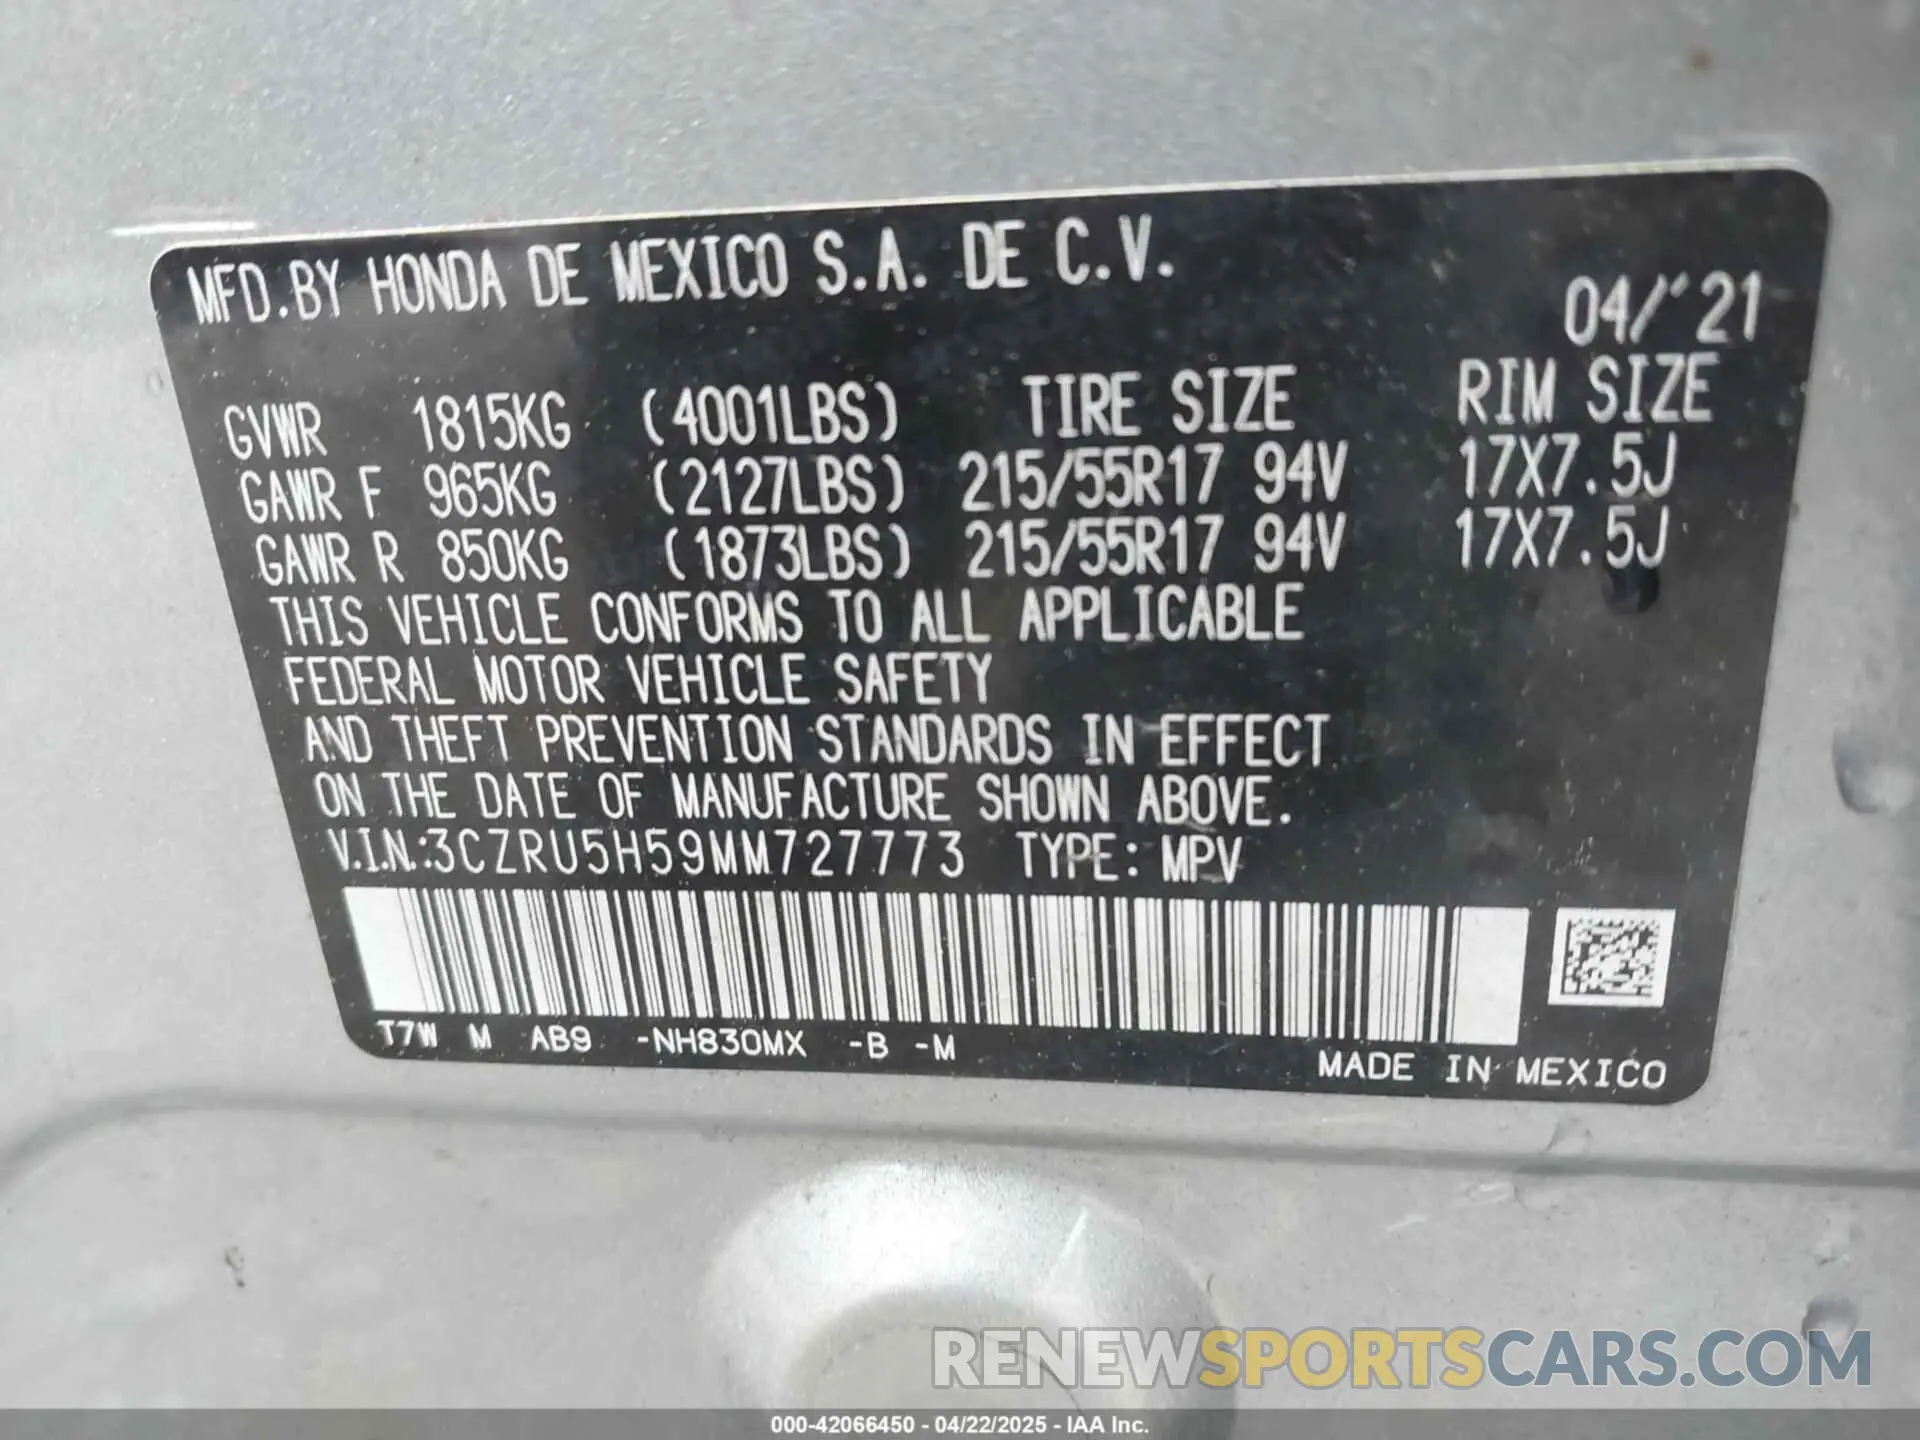 MFD.BY HONDA DE MEXICO S.A. DE C.V.
04/'21
GVWR 1815KG (4001LBS) TIRE SIZE RIM SIZE
GAWR F 965KG (2127LBS) 215/55R17 94V 17X7.5J
GAWR R 850KG (1873LBS) 215/55R17 94V 17X7.5J
THIS VEHICLE CONFORMS TO ALL APPLICABLE
FEDERAL MOTOR VEHICLE SAFETY
AND THEFT PREVENTION STANDARDS IN EFFECT
ON THE DATE OF MANUFACTURE SHOWN ABOVE.
V.I.N.:3CZRU5H59MM727773 TYPE: MPV
T7W M AB9 -NH830MX -B -M
MADE IN MEXICO
RENEWSPORTSCARS.COM
000-42066450 - 04/22/2025 - IAA Inc.